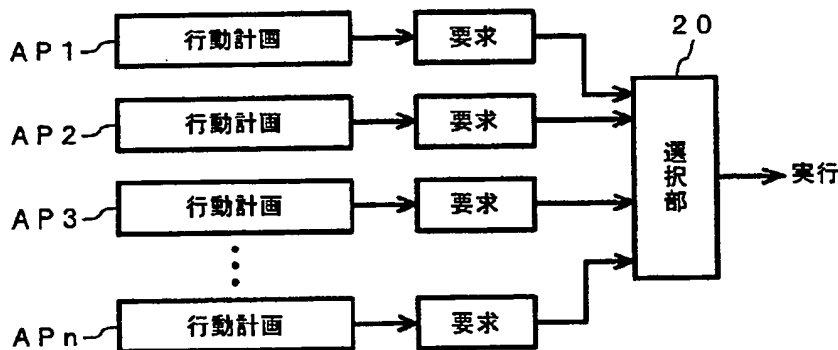 20
AP1 行動計画 要求
AP2 行動計画 要求
AP3 行動計画 要求
選択部
実行
APn 行動計画 要求